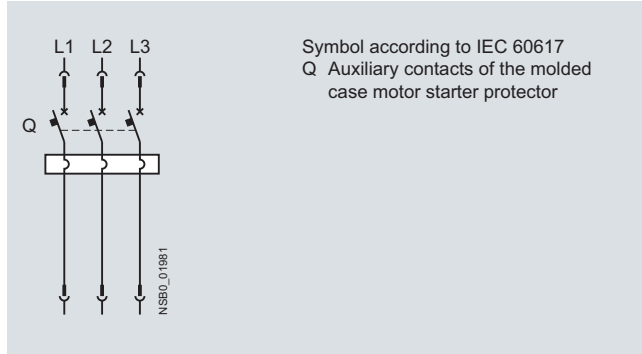 L1 L2 L3
Q
NSB0_01981
Symbol according to IEC 60617
Q Auxiliary contacts of the molded
case motor starter protector